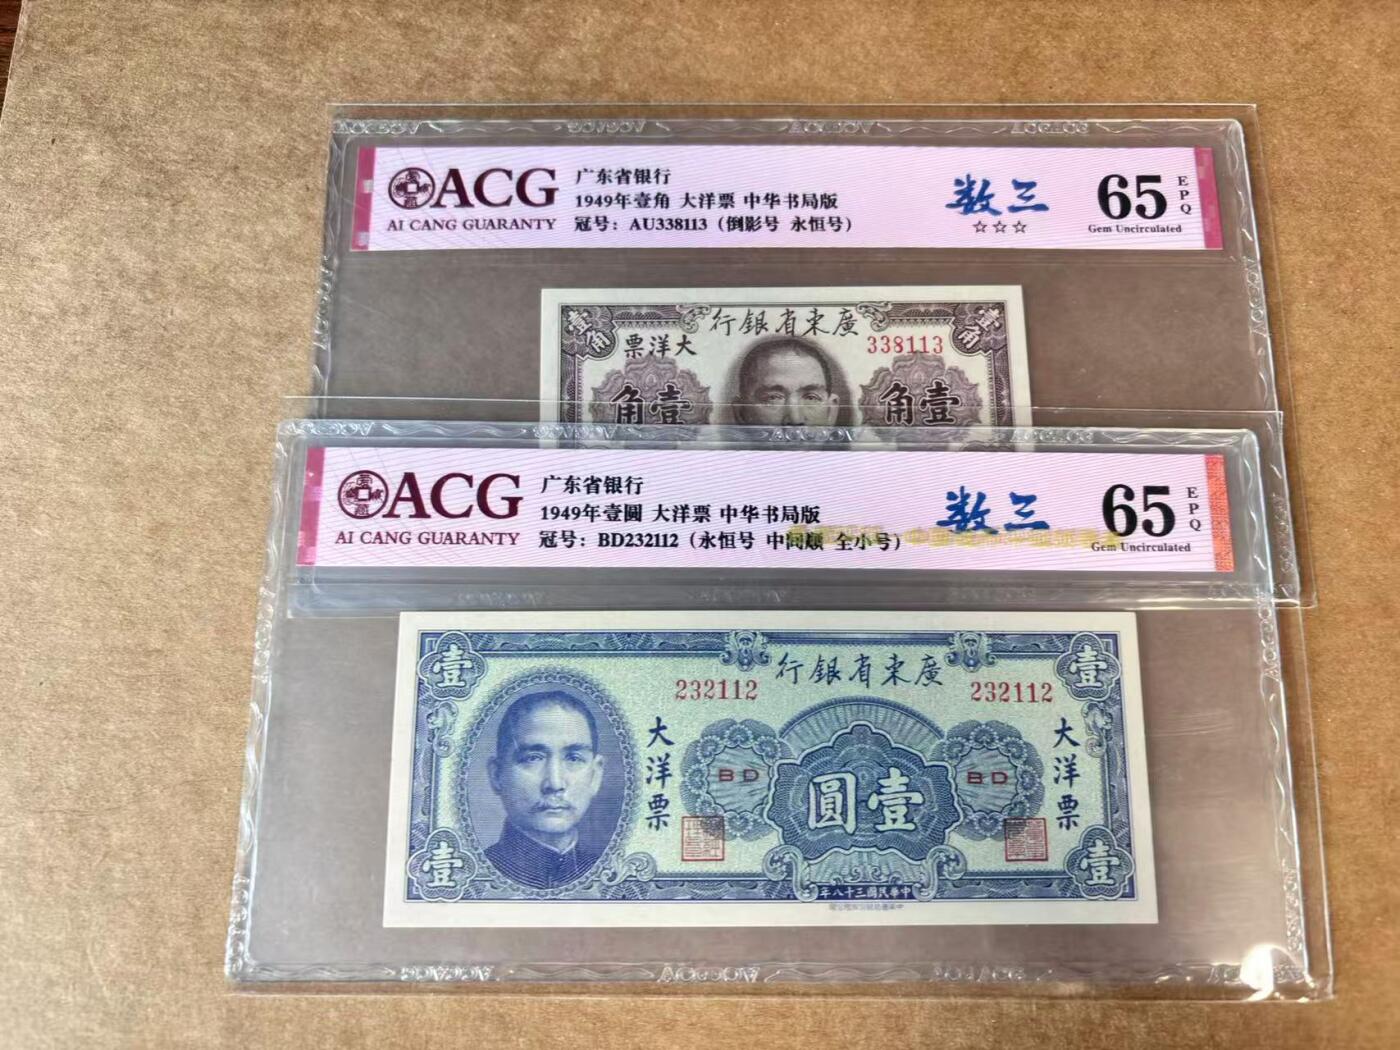 ACG
AI CANG GUARANTY
广东省银行
1949年壹角 大洋票 中华书局版
冠号：AU338113（倒影号 永恒号）
数三
☆☆☆
65
EPQ
Gem Uncirculated
壹角
行銀省東廣
壹角
票洋大
338113
角壹
角壹
ACG
AI CANG GUARANTY
广东省银行
1949年壹圆 大洋票 中华书局版
冠号：BD232112（永恒号 中间顺 全小号）
数三
65
EPQ
Gem Uncirculated
壹
行銀省東廣
壹
232112
232112
大洋票
大洋票
BD
圓壹
BD
壹
壹
年八十三國民華中